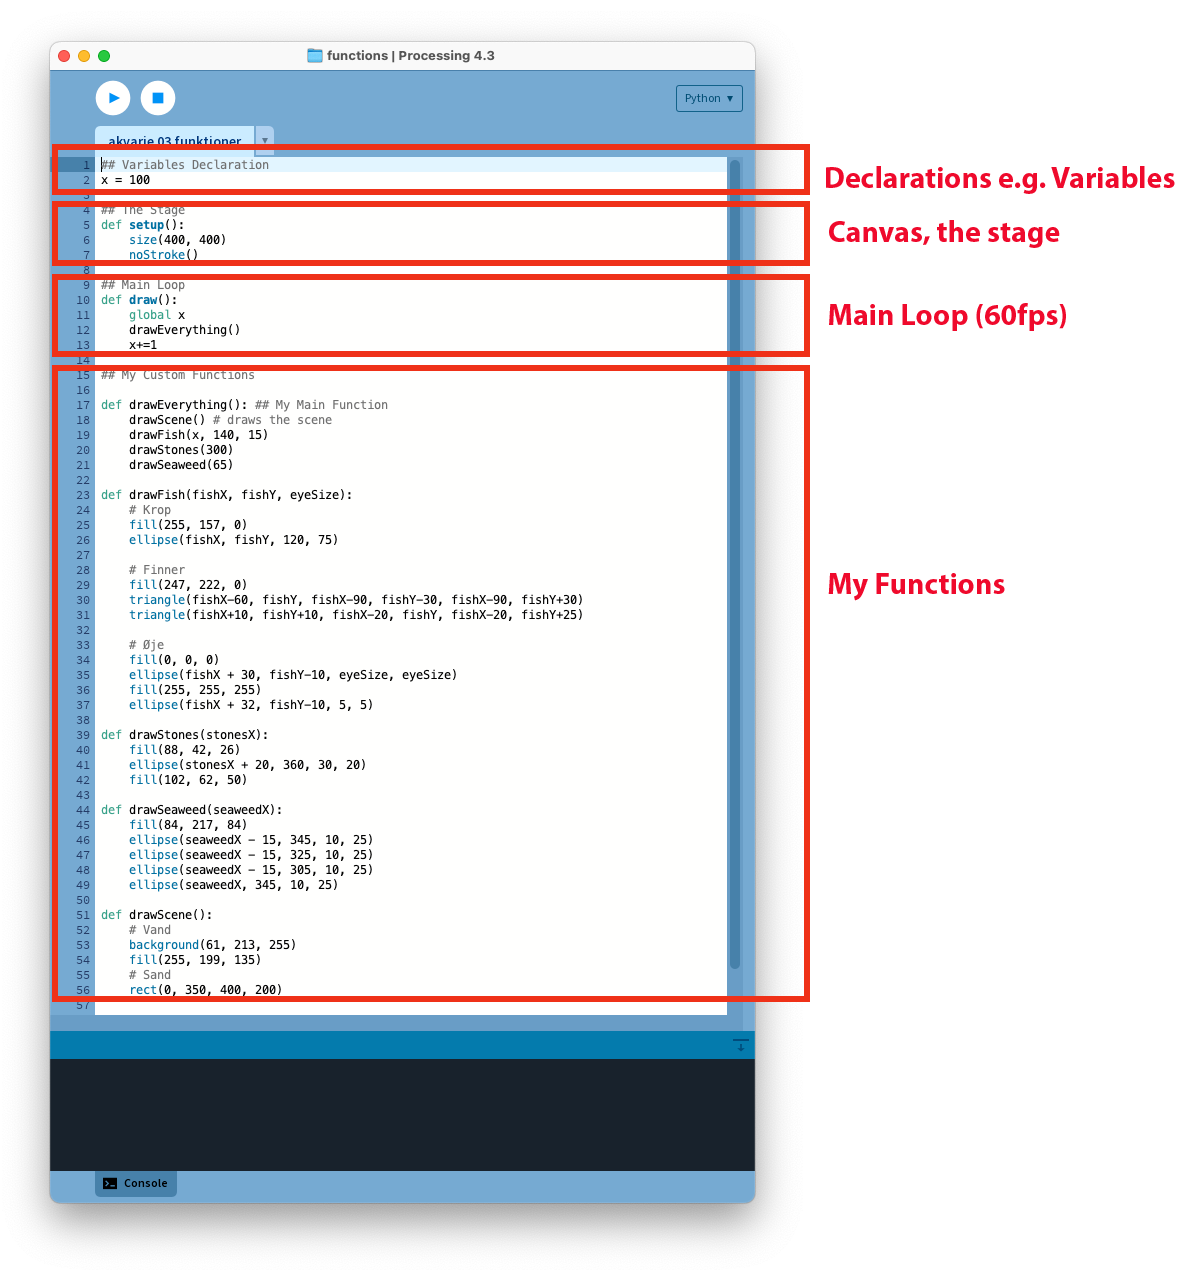 functions | Processing 4.3
Python
akvarie 03 funktioner
1 ## Variables Declaration
2 x = 100
3
4 ## The Stage
5 def setup():
6     size(400, 400)
7     noStroke()
8
9 ## Main Loop
10 def draw():
11     global x
12     drawEverything()
13     x+=1
14
15 ## My Custom Functions
16
17 def drawEverything(): ## My Main Function
18     drawScene() # draws the scene
19     drawFish(x, 140, 15)
20     drawStones(300)
21     drawSeaweed(65)
22
23 def drawFish(fishX, fishY, eyeSize):
24     # Krop
25     fill(255, 157, 0)
26     ellipse(fishX, fishY, 120, 75)
27
28     # Finner
29     fill(247, 222, 0)
30     triangle(fishX-60, fishY, fishX-90, fishY-30, fishX-90, fishY+30)
31     triangle(fishX+10, fishY+10, fishX-20, fishY, fishX-20, fishY+25)
32
33     # Øje
34     fill(0, 0, 0)
35     ellipse(fishX + 30, fishY-10, eyeSize, eyeSize)
36     fill(255, 255, 255)
37     ellipse(fishX + 32, fishY-10, 5, 5)
38
39 def drawStones(stonesX):
40     fill(88, 42, 26)
41     ellipse(stonesX + 20, 360, 30, 20)
42     fill(102, 62, 50)
43
44 def drawSeaweed(seaweedX):
45     fill(84, 217, 84)
46     ellipse(seaweedX - 15, 345, 10, 25)
47     ellipse(seaweedX - 15, 325, 10, 25)
48     ellipse(seaweedX - 15, 305, 10, 25)
49     ellipse(seaweedX, 345, 10, 25)
50
51 def drawScene():
52     # Vand
53     background(61, 213, 255)
54     fill(255, 199, 135)
55     # Sand
56     rect(0, 350, 400, 200)
57
Console
Declarations e.g. Variables
Canvas, the stage
Main Loop (60fps)
My Functions